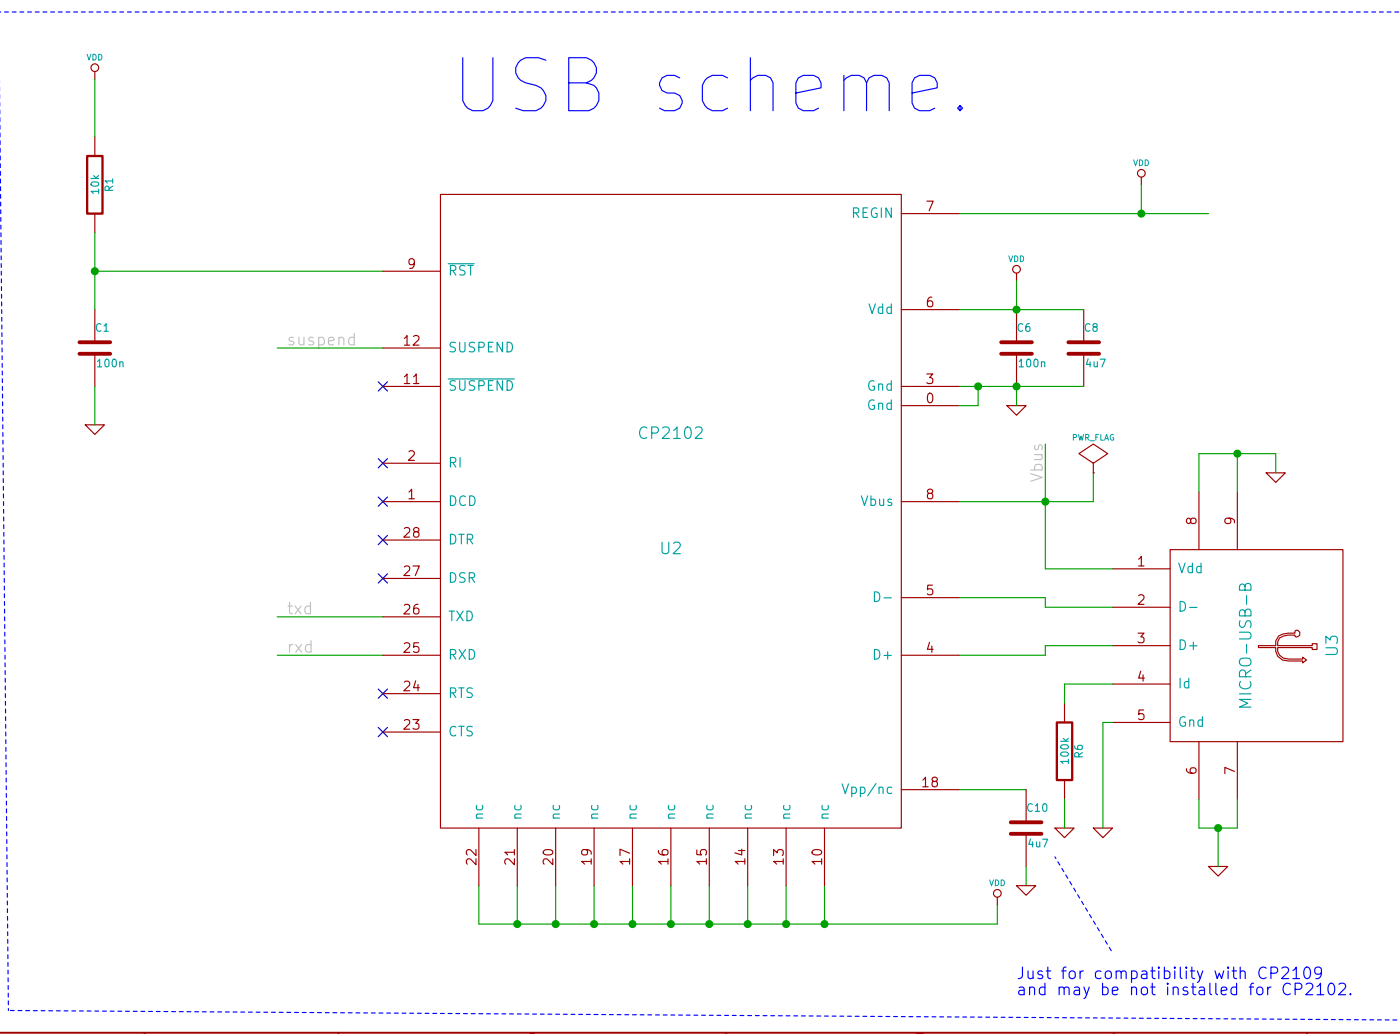 USB scheme.
VDD
10k
R1
C1
100n
suspend
txd
rxd
9
RST
12
SUSPEND
11
SUSPEND
2
RI
1
DCD
28
DTR
27
DSR
26
TXD
25
RXD
24
RTS
23
CTS
CP2102
U2
REGIN
7
Vdd
6
Gnd
3
Gnd
0
Vbus
8
D-
5
D+
4
Vpp/nc
18
nc
nc
nc
nc
nc
nc
nc
nc
nc
nc
22
21
20
19
17
16
15
14
13
10
VDD
VDD
C6
100n
C8
4u7
Vbus
PWR_FLAG
8
9
1
Vdd
2
D-
3
D+
4
Id
5
Gnd
MICRO-USB-B
U3
6
7
100k
R6
C10
4u7
VDD
Just for compatibility with CP2109
and may be not installed for CP2102.